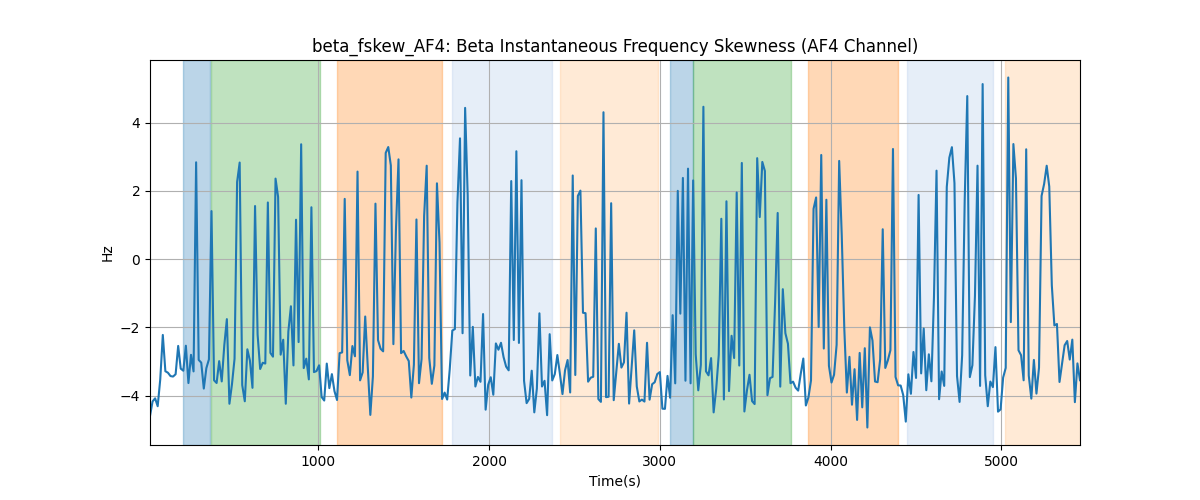 beta_fskew_AF4: Beta Instantaneous Frequency Skewness (AF4 Channel)
Hz
4
2
0
−2
−4
1000 2000 3000 4000 5000
Time(s)